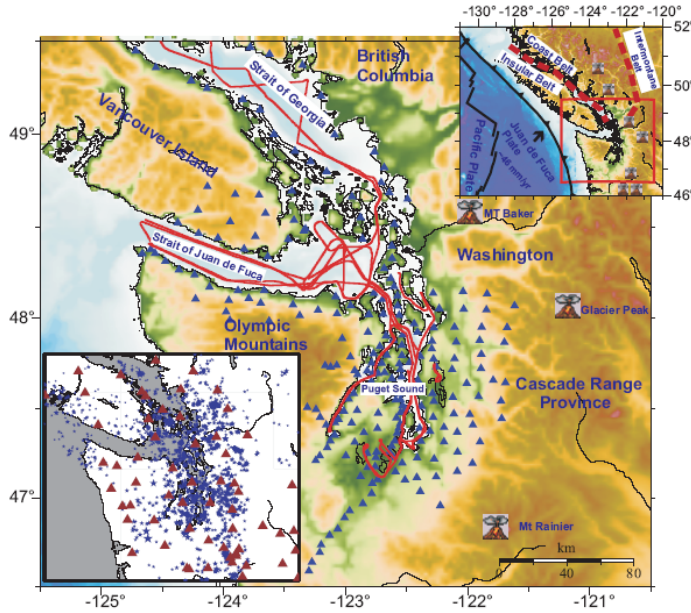 -130° -128° -126° -124° -122° -120°
52°
50°
48°
46°
Coast Belt
Insular Belt
Intermontane
Belt
Juan de Fuca
Plate
~46 mm/yr
Pacific Plate
British
Columbia
Strait of Georgia
Vancouver Island
49°
MT Baker
Strait of Juan de Fuca
Washington
48°
Olympic
Mountains
Glacier Peak
Puget Sound
Cascade Range
Province
47°
Mt Rainier
km
0 40 80
-125° -124° -123° -122° -121°